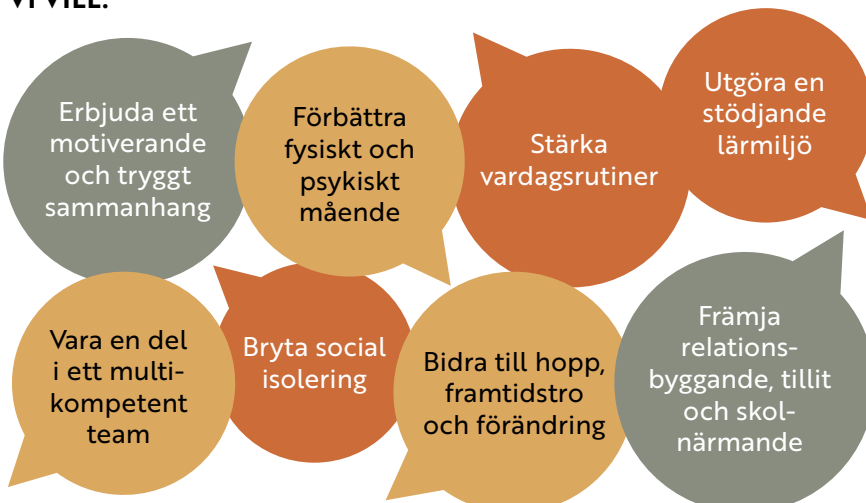 VI VILL:
Erbjuda ett
motiverande
och tryggt
sammanhang
Förbättra
fysiskt och
psykiskt
mående
Stärka
vardagsrutiner
Utgöra en
stödjande
lärmiljö
Vara en del
i ett multi-
kompetent
team
Bryta social
isolering
Bidra till hopp,
framtidstro
och förändring
Främja
relations-
byggande, tillit
och skol-
närmande